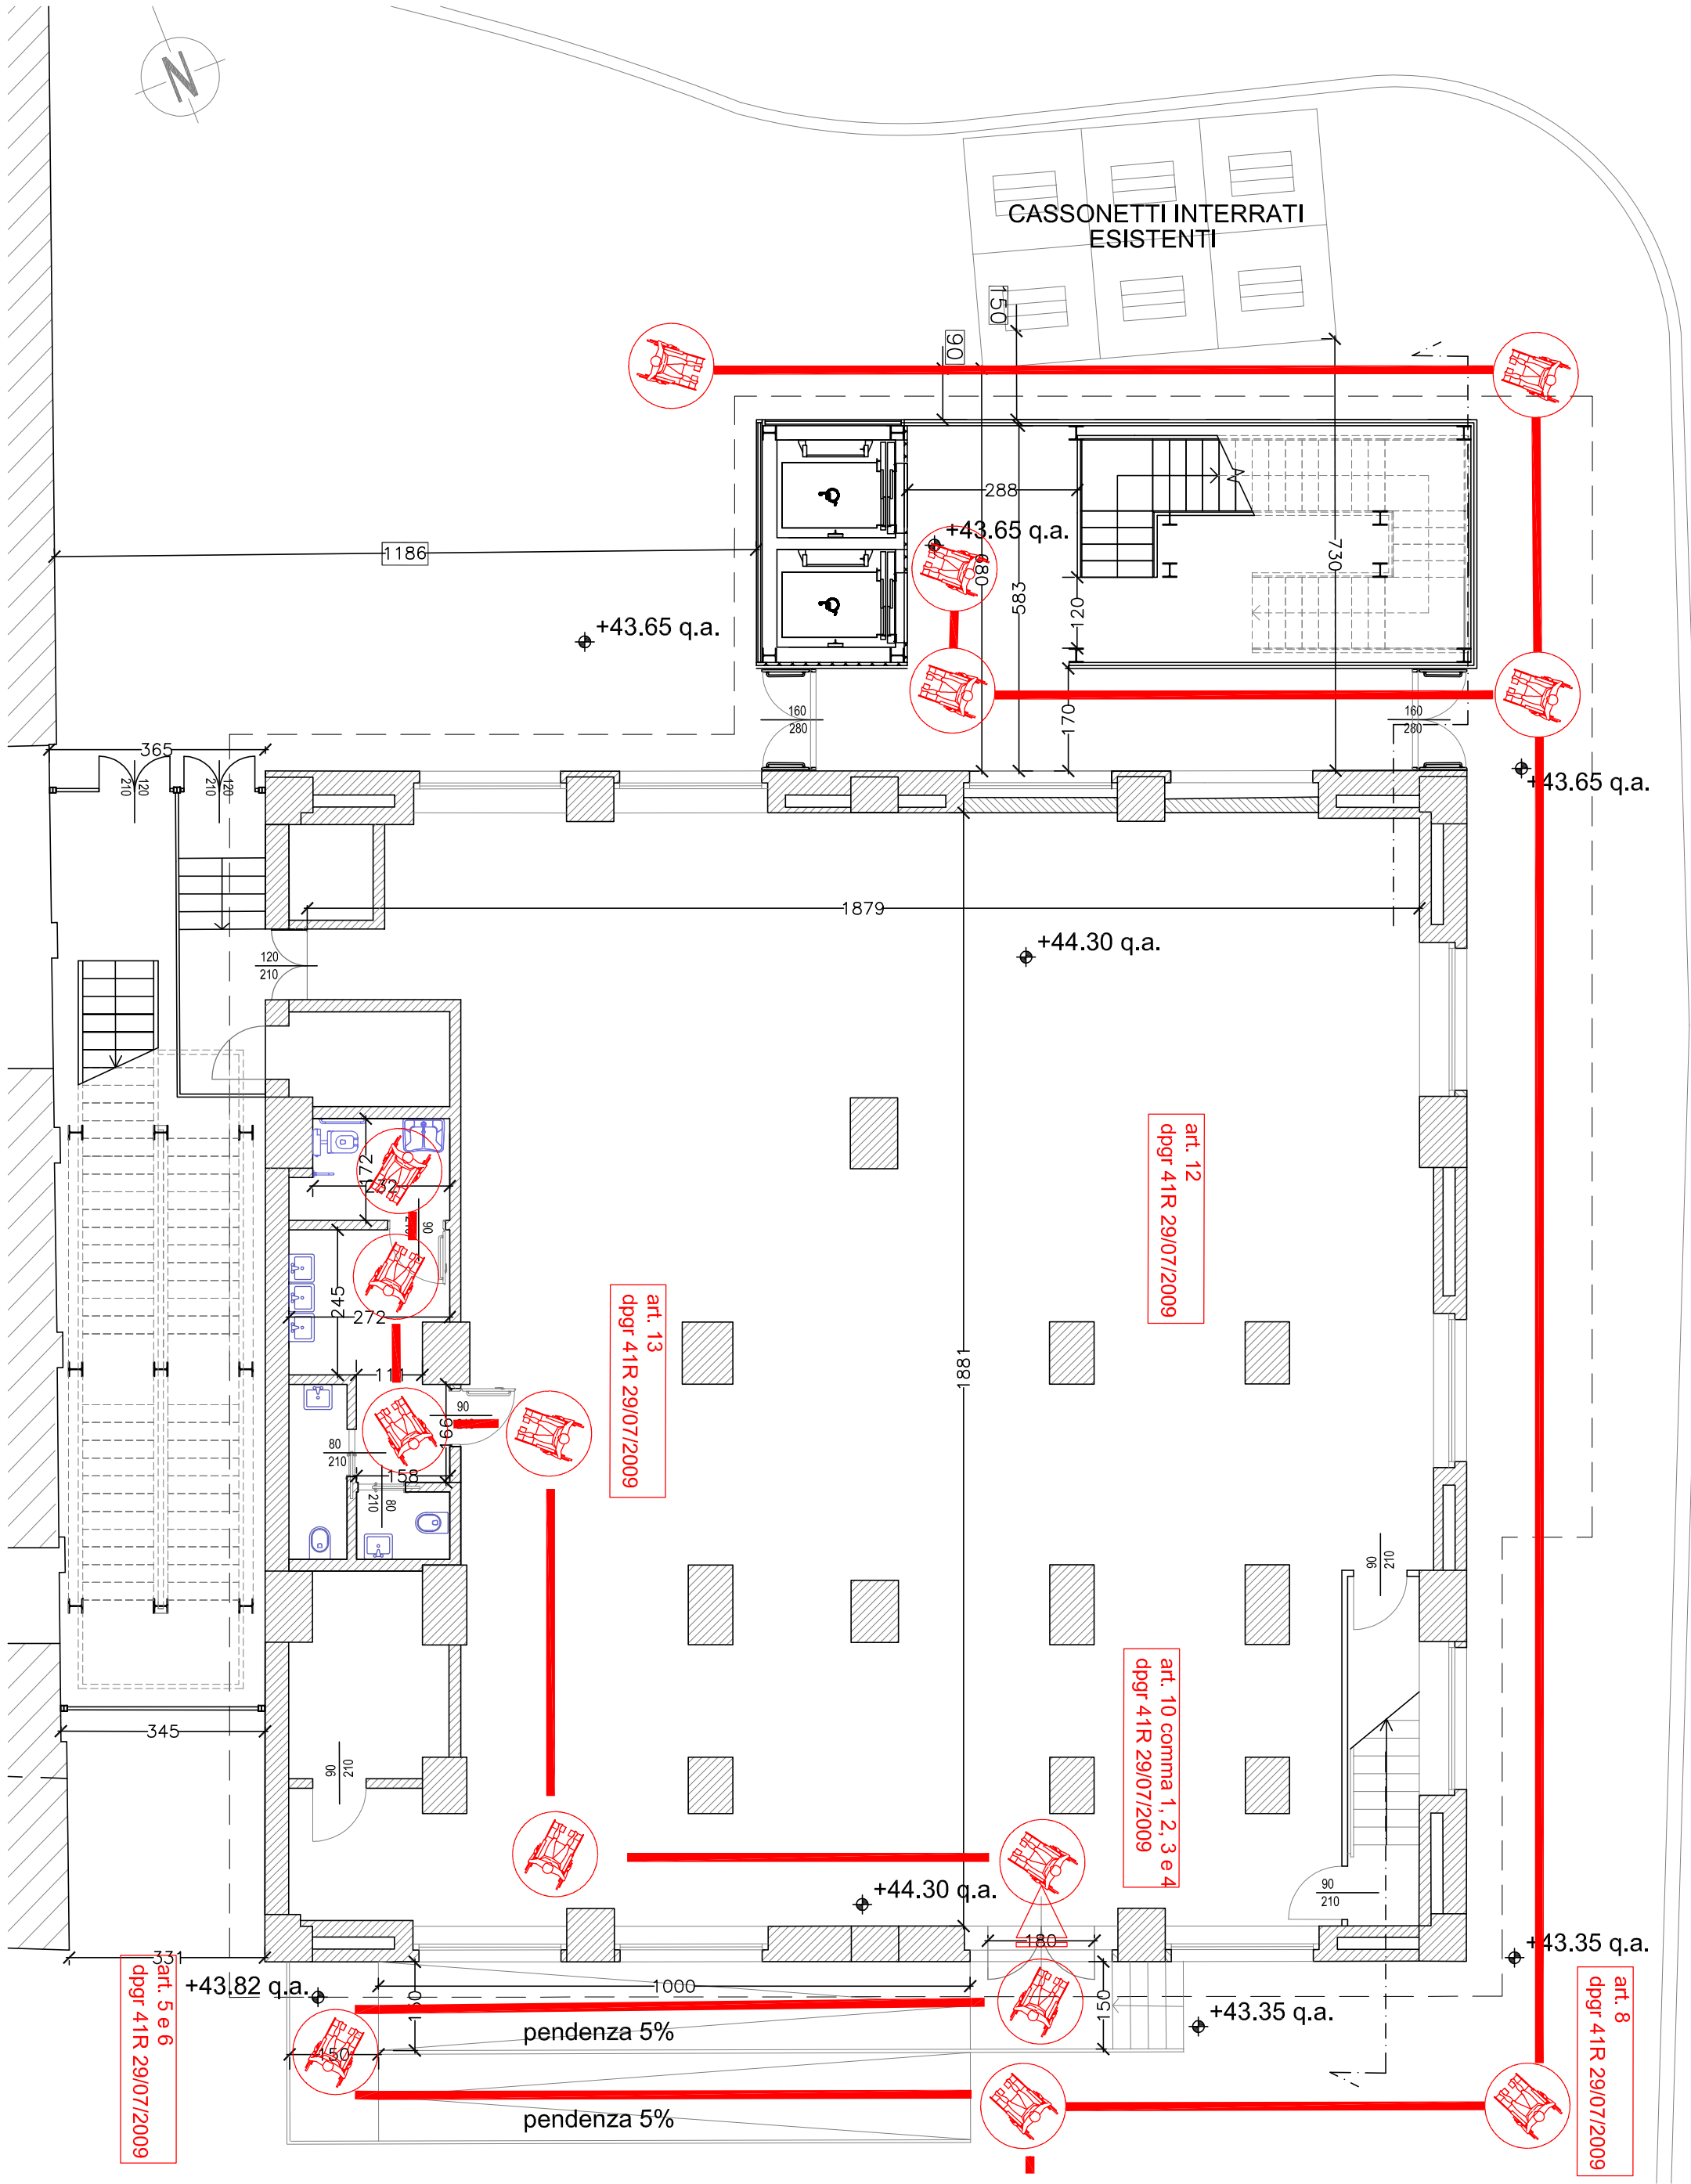 N
CASSONETTI INTERRATI
ESISTENTI
150
90
288
+43.65 q.a.
1186
680
583
730
120
+43.65 q.a.
170
160
280
160
280
365
120
210
120
210
+43.65 q.a.
1879
+44.30 q.a.
120
210
art. 12
dpgr 41R 29/07/2009
172
232
90
245
272
art. 13
dpgr 41R 29/07/2009
1881
111
90
166
80
210
158
80
210
90
210
art. 10 comma 1, 2, 3 e 4
dpgr 41R 29/07/2009
345
90
210
+44.30 q.a.
90
210
180
+43.35 q.a.
331
art. 5 e 6
dpgr 41R 29/07/2009
+43.82 q.a.
1000
150
+43.35 q.a.
art. 8
dpgr 41R 29/07/2009
pendenza 5%
150
pendenza 5%